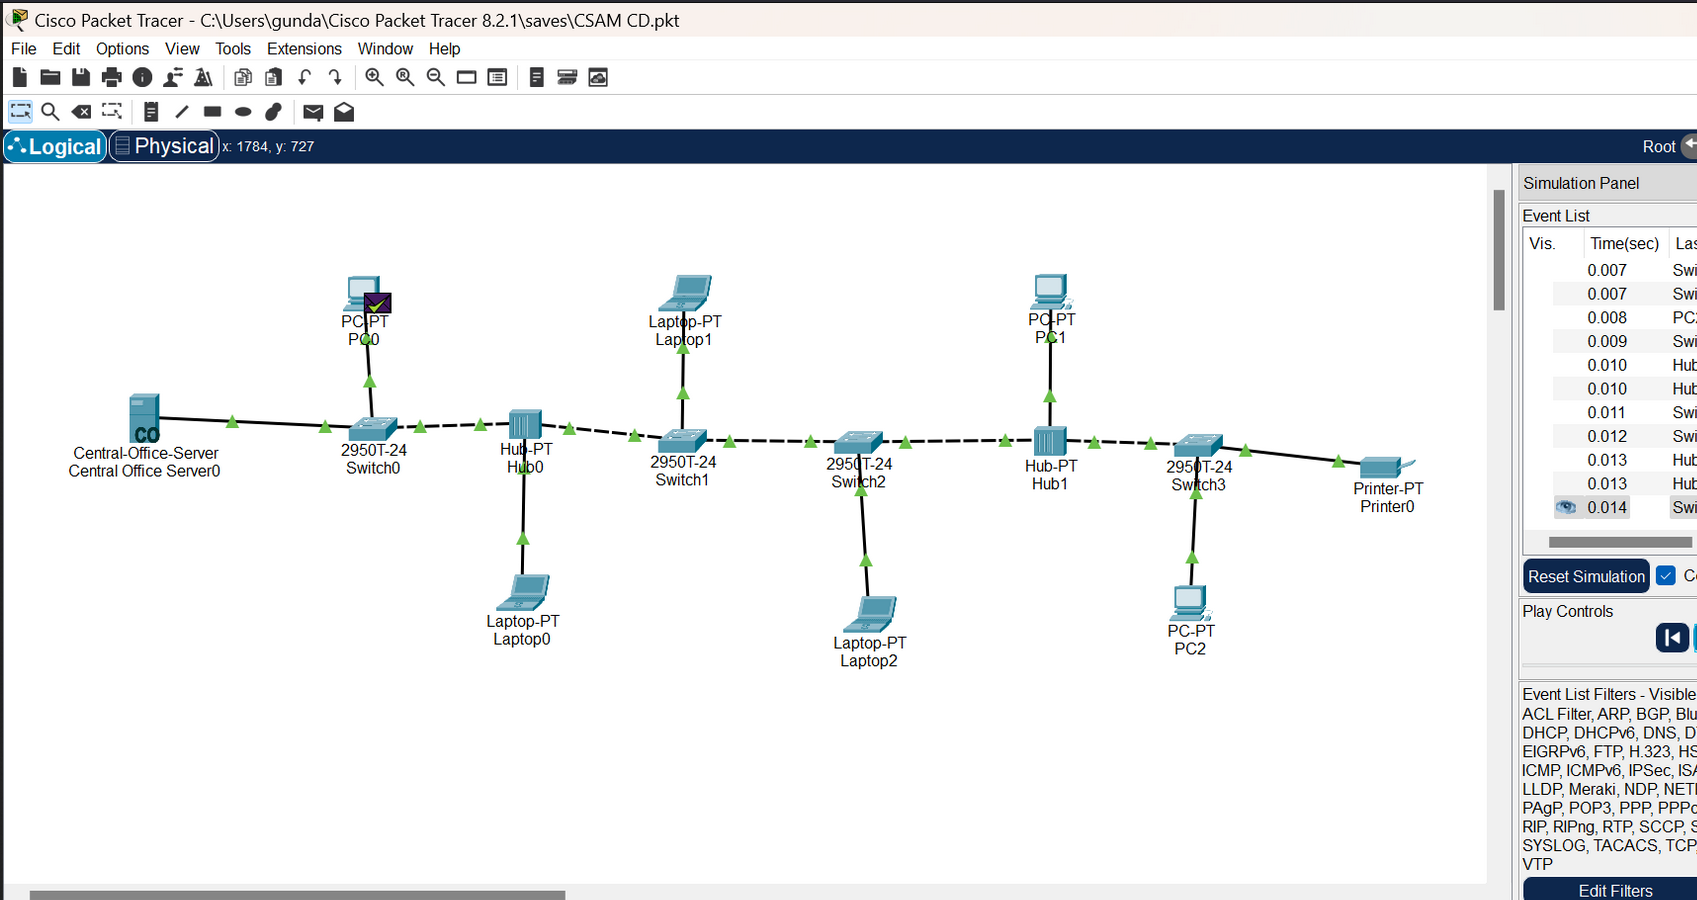 Cisco Packet Tracer - C:\Users\gunda\Cisco Packet Tracer 8.2.1\saves\CSAM CD.pkt
File Edit Options View Tools Extensions Window Help
Logical Physical x: 1784, y: 727
Root
Simulation Panel
Event List
Vis. Time(sec) Las
0.007 Swi
0.007 Swi
0.008 PC2
0.009 Swi
0.010 Hub
0.010 Hub
0.011 Swi
0.012 Swi
0.013 Hub
0.013 Hub
0.014 Swi
Reset Simulation
Play Controls
Event List Filters - Visible
ACL Filter, ARP, BGP, Blu
DHCP, DHCPv6, DNS, D
EIGRPv6, FTP, H.323, HS
ICMP, ICMPv6, IPSec, ISA
LLDP, Meraki, NDP, NET
PAgP, POP3, PPP, PPPo
RIP, RIPng, RTP, SCCP, S
SYSLOG, TACACS, TCP,
VTP
Edit Filters
PC-PT
PC0
Laptop-PT
Laptop1
PC-PT
PC1
CO
Central-Office-Server
Central Office Server0
2950T-24
Switch0
Hub-PT
Hub0
2950T-24
Switch1
2950T-24
Switch2
Hub-PT
Hub1
2950T-24
Switch3
Printer-PT
Printer0
Laptop-PT
Laptop0
Laptop-PT
Laptop2
PC-PT
PC2